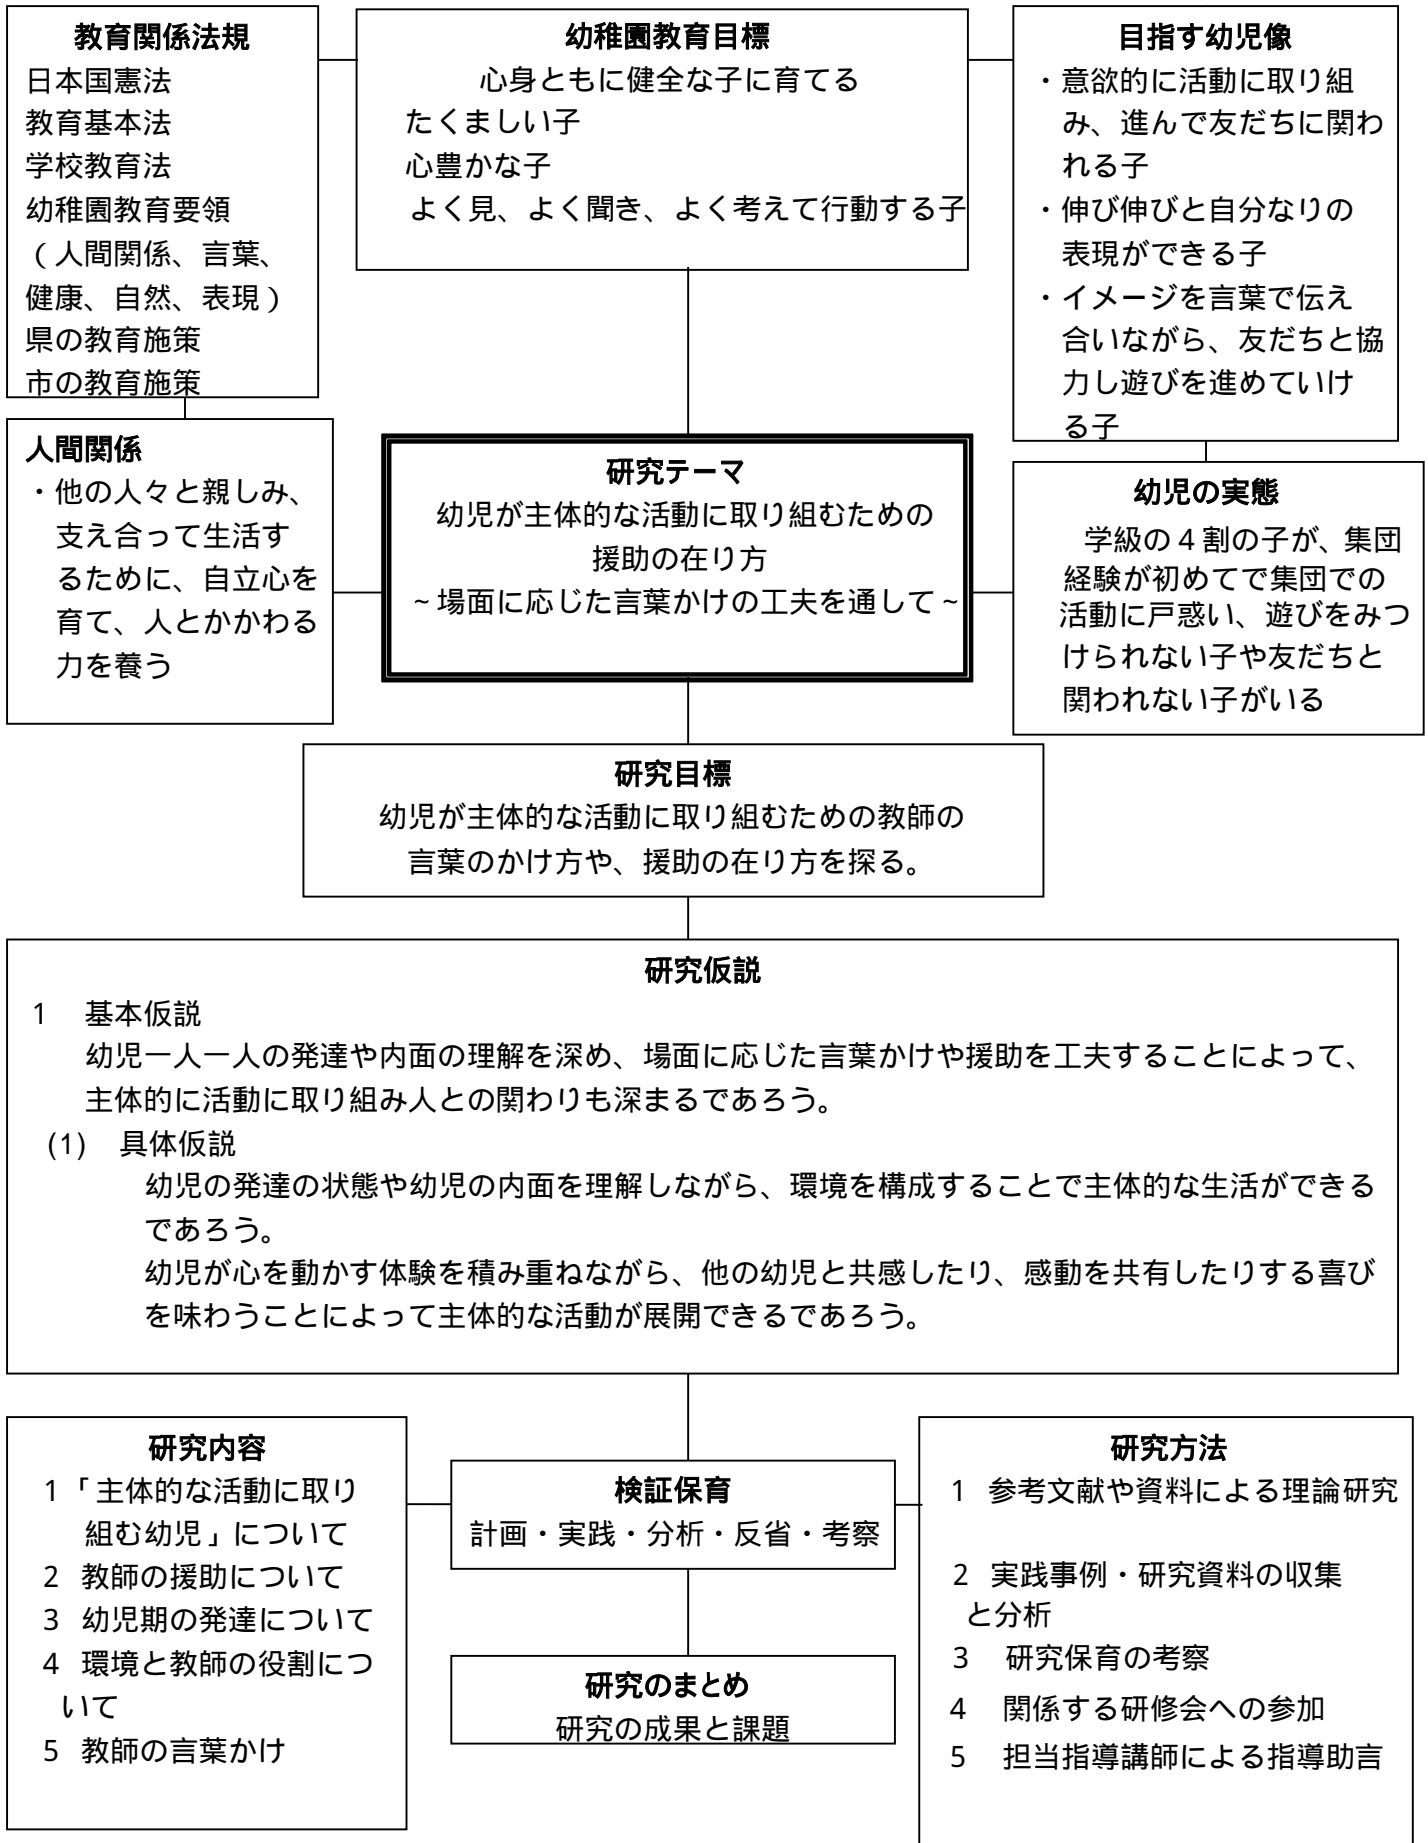 教育関係法規
日本国憲法
教育基本法
学校教育法
幼稚園教育要領
（人間関係、言葉、
健康、自然、表現）
県の教育施策
市の教育施策
幼稚園教育目標
心身ともに健全な子に育てる
たくましい子
心豊かな子
よく見、よく聞き、よく考えて行動する子
目指す幼児像
・意欲的に活動に取り組
み、進んで友だちに関わ
れる子
・伸び伸びと自分なりの
表現ができる子
・イメージを言葉で伝え
合いながら、友だちと協
力し遊びを進めていけ
る子
人間関係
・他の人々と親しみ、
支え合って生活す
るために、自立心を
育て、人とかかわる
力を養う
研究テーマ
幼児が主体的な活動に取り組むための
援助の在り方
~場面に応じた言葉かけの工夫を通して~
幼児の実態
学級の4割の子が、集団
経験が初めてで集団での
活動に戸惑い、遊びをみつ
けられない子や友だちと
関われない子がいる
研究目標
幼児が主体的な活動に取り組むための教師の
言葉のかけ方や、援助の在り方を探る。
研究仮説
1 基本仮説
幼児一人一人の発達や内面の理解を深め、場面に応じた言葉かけや援助を工夫することによって、
主体的に活動に取り組み人との関わりも深まるであろう。
(1) 具体仮説
幼児の発達の状態や幼児の内面を理解しながら、環境を構成することで主体的な生活ができる
であろう。
幼児が心を動かす体験を積み重ねながら、他の幼児と共感したり、感動を共有したりする喜び
を味わうことによって主体的な活動が展開できるであろう。
研究内容
1「主体的な活動に取り
組む幼児」について
2 教師の援助について
3 幼児期の発達について
4 環境と教師の役割につ
いて
5 教師の言葉かけ
検証保育
計画・実践・分析・反省・考察
研究のまとめ
研究の成果と課題
研究方法
1 参考文献や資料による理論研究
2 実践事例・研究資料の収集
と分析
3 研究保育の考察
4 関係する研修会への参加
5 担当指導講師による指導助言